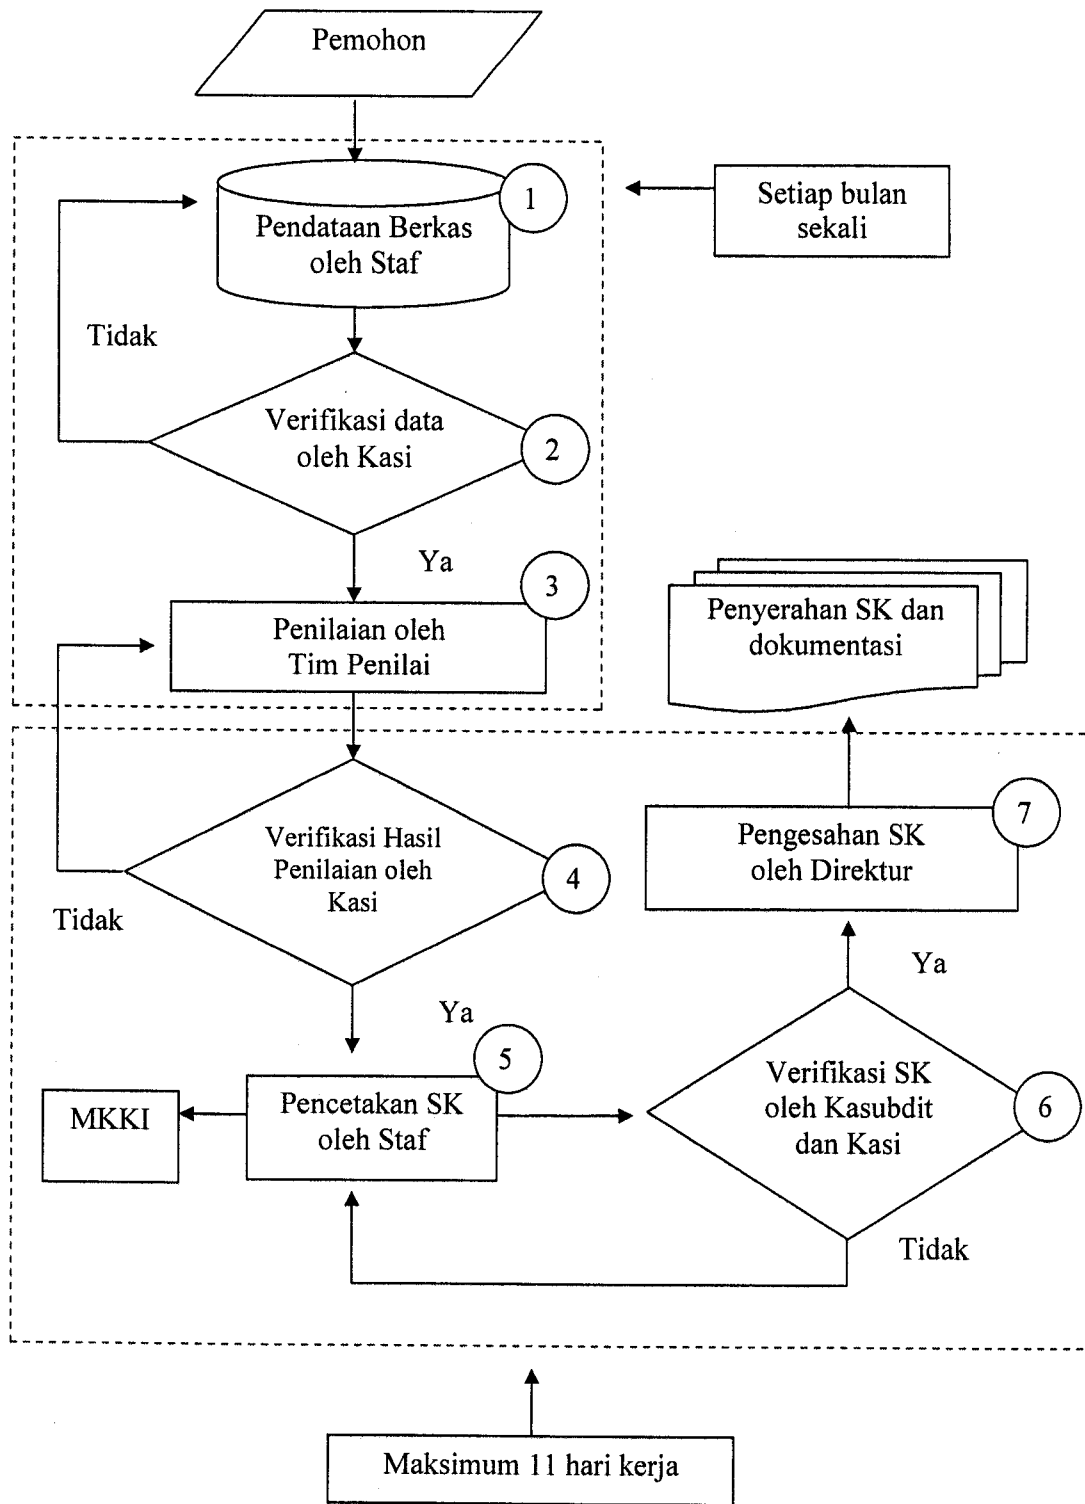 Pemohon
1
Pendataan Berkas
oleh Staf
Setiap bulan
sekali
Tidak
Verifikasi data
oleh Kasi
2
Ya
3
Penilaian oleh
Tim Penilai
Penyerahan SK dan
dokumentasi
Verifikasi Hasil
Penilaian oleh
Kasi
4
Tidak
7
Pengesahan SK
oleh Direktur
Ya
Ya
5
Pencetakan SK
oleh Staf
MKKI
Verifikasi SK
oleh Kasubdit
dan Kasi
6
Tidak
Maksimum 11 hari kerja